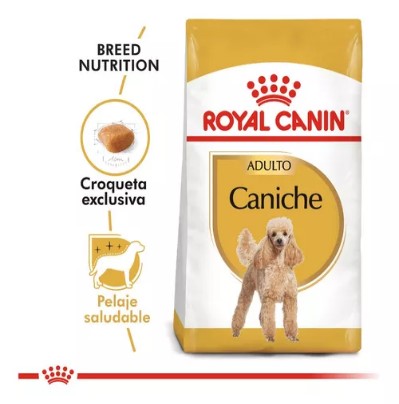 BREED
NUTRITION
Croqueta
exclusiva
Pelaje
saludable
ROYAL CANIN
ADULTO
Caniche